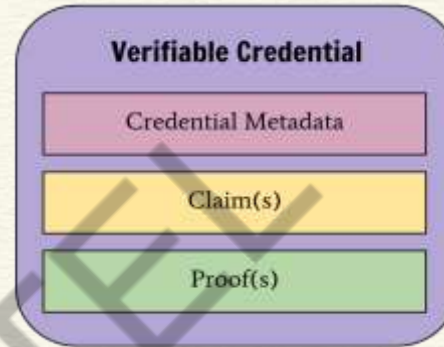 Verifiable Credential
Credential Metadata
Claim(s)
Proof(s)